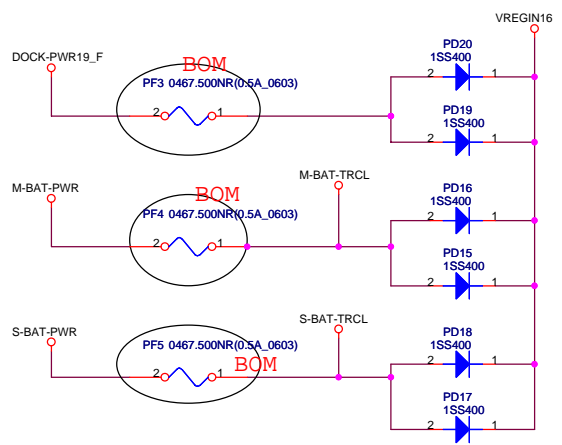 VREGIN16
DOCK-PWR19_F
BOM
PF3 0467.500NR(0.5A_0603)
2 1
PD20
1SS400
2 1
PD19
1SS400
2 1
M-BAT-PWR
BOM
M-BAT-TRCL
PF4 0467.500NR(0.5A_0603)
2 1
PD16
1SS400
2 1
PD15
1SS400
2 1
S-BAT-PWR
S-BAT-TRCL
PF5 0467.500NR(0.5A_0603)
BOM
2 1
PD18
1SS400
2 1
PD17
1SS400
2 1